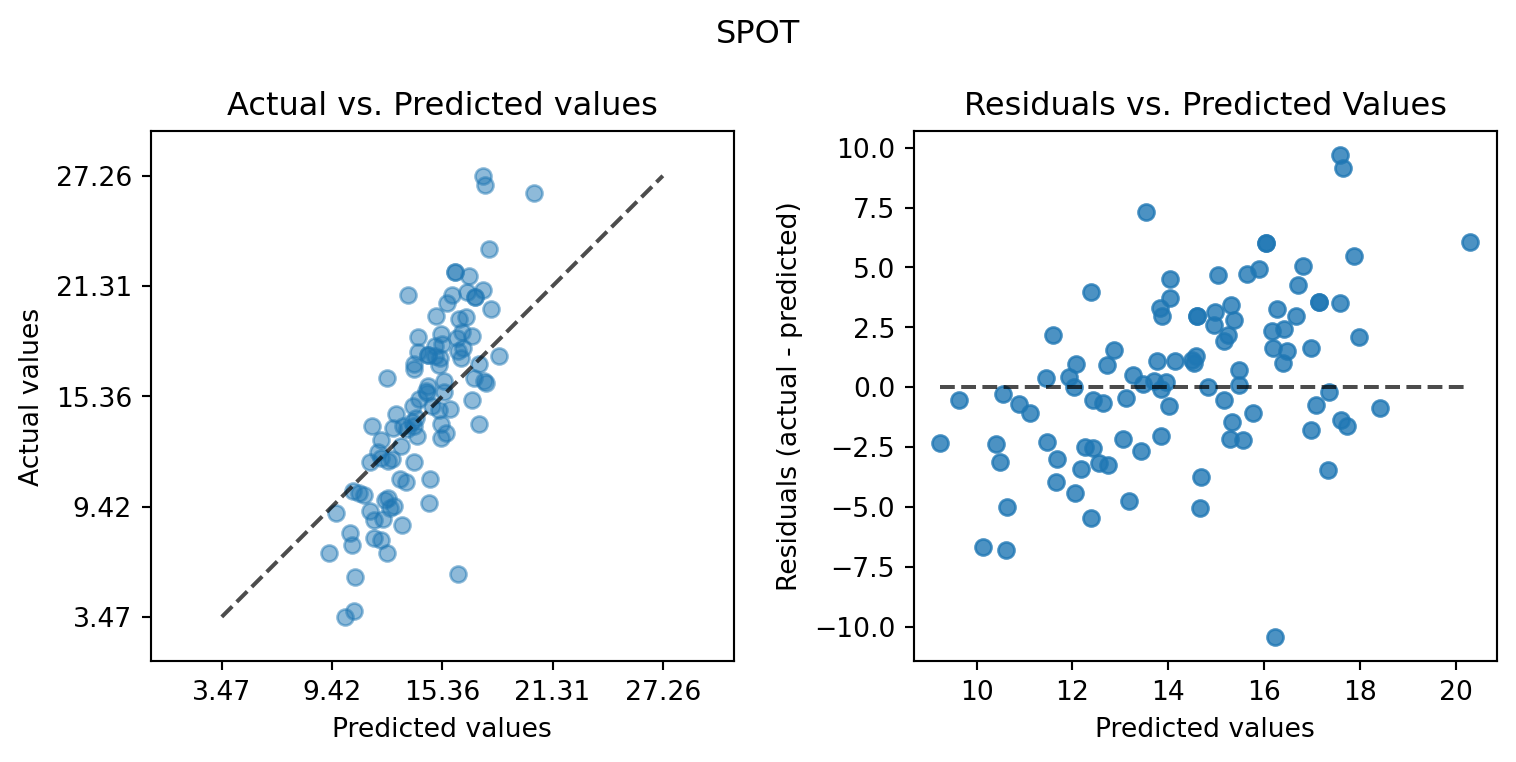 SPOT
Actual vs. Predicted values
27.26
21.31
15.36
9.42
3.47
Actual values
3.47 9.42 15.36 21.31 27.26
Predicted values
Residuals vs. Predicted Values
10.0
7.5
5.0
2.5
0.0
−2.5
−5.0
−7.5
−10.0
Residuals (actual - predicted)
10 12 14 16 18 20
Predicted values